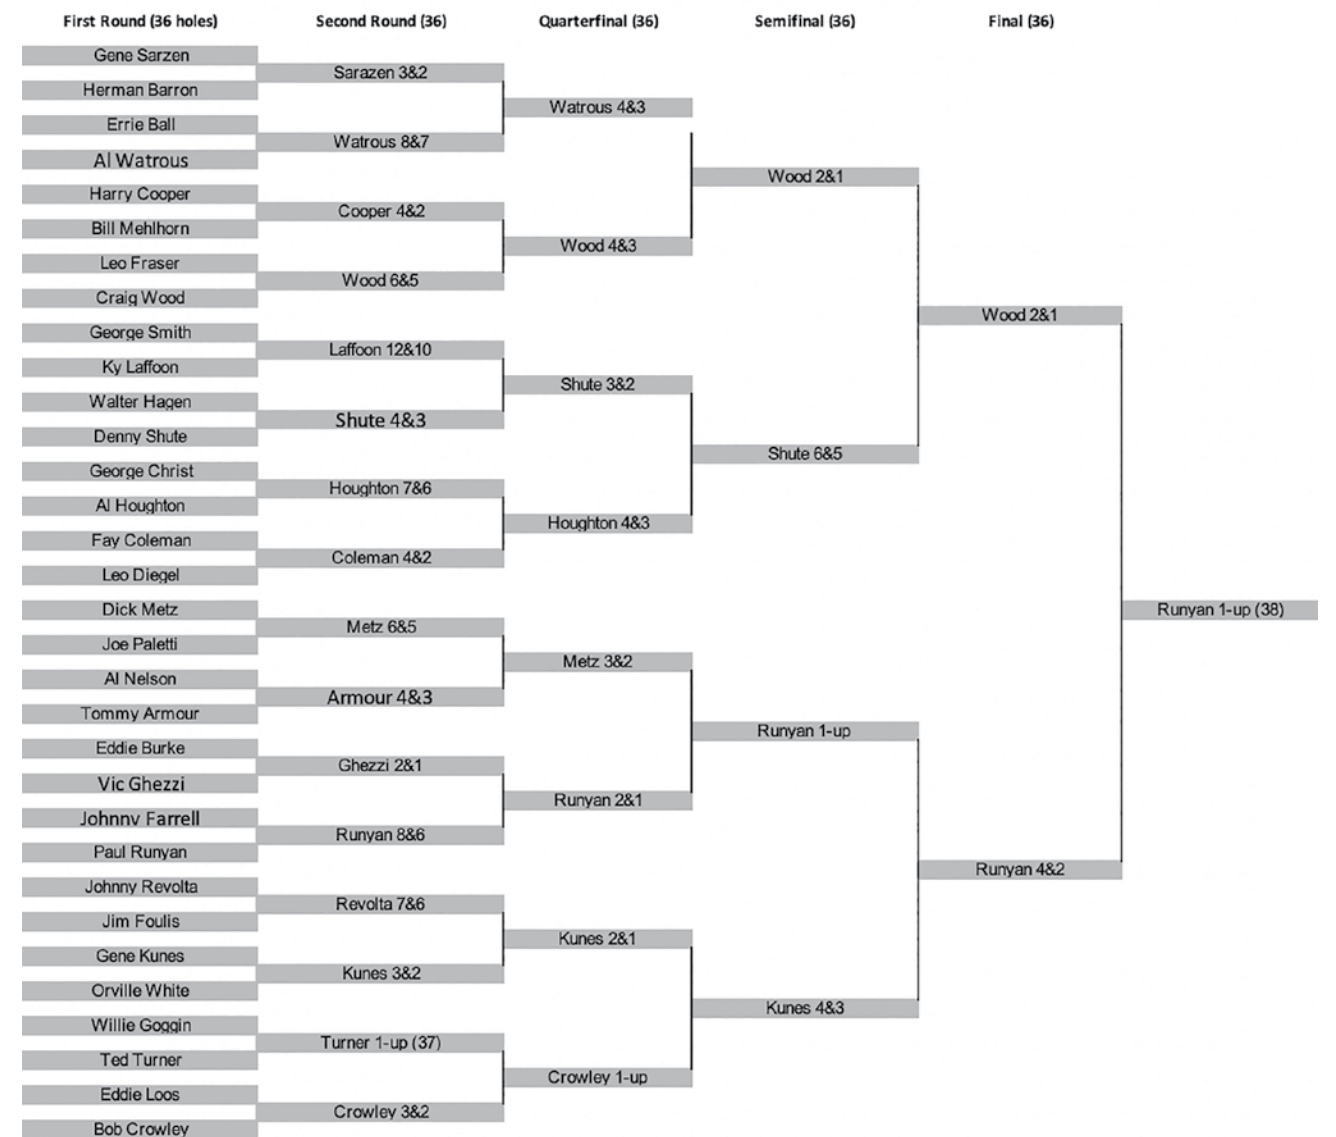 First Round (36 holes)
Second Round (36)
Quarterfinal (36)
Semifinal (36)
Final (36)
Gene Sarzen
Herman Barron
Errie Ball
Al Watrous
Harry Cooper
Bill Mehlhorn
Leo Fraser
Craig Wood
George Smith
Ky Laffoon
Walter Hagen
Denny Shute
George Christ
Al Houghton
Fay Coleman
Leo Diegel
Dick Metz
Joe Paletti
Al Nelson
Tommy Armour
Eddie Burke
Vic Ghezzi
Johnnv Farrell
Paul Runyan
Johnny Revolta
Jim Foulis
Gene Kunes
Orville White
Willie Goggin
Ted Turner
Eddie Loos
Bob Crowley
Sarazen 3&2
Watrous 8&7
Cooper 4&2
Wood 6&5
Laffoon 12&10
Shute 4&3
Houghton 7&6
Coleman 4&2
Metz 6&5
Armour 4&3
Ghezzi 2&1
Runyan 8&6
Revolta 7&6
Kunes 3&2
Turner 1-up (37)
Crowley 3&2
Watrous 4&3
Wood 4&3
Shute 3&2
Houghton 4&3
Metz 3&2
Runyan 2&1
Kunes 2&1
Crowley 1-up
Wood 2&1
Shute 6&5
Runyan 1-up
Kunes 4&3
Wood 2&1
Runyan 4&2
Runyan 1-up (38)